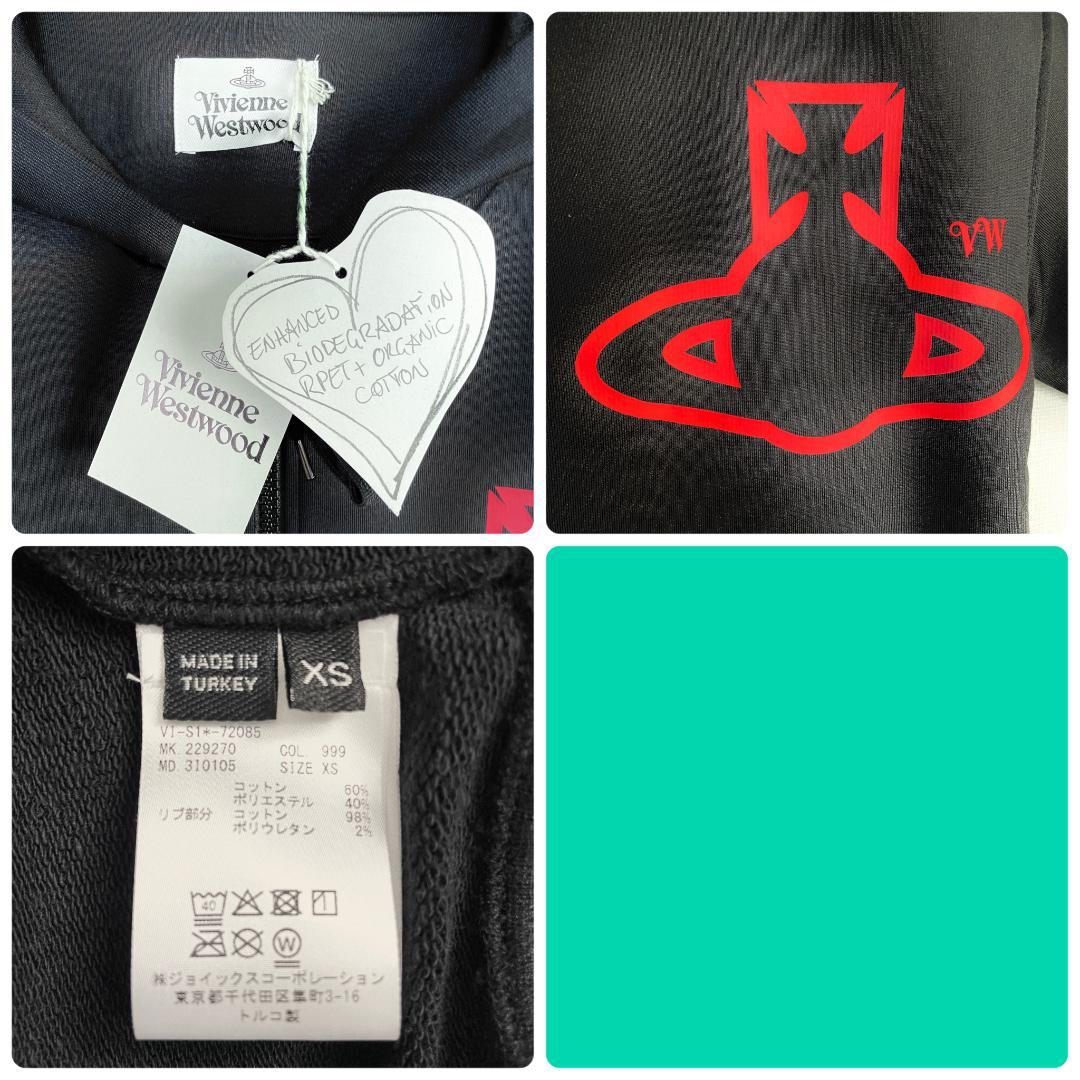 Vivienne
Westwood
Vivienne
Westwood
ENHANCED
BIODEGRADATION
RPET + ORGANIC
COTTON
VW
MADE IN
TURKEY
XS
VI-S1*-72085
MK. 229270 COL. 999
MD. 3I0105 SIZE XS
コットン 60%
ポリエステル 40%
リブ部分 コットン 98%
ポリウレタン 2%
40
W
㈱ジョイックスコーポレーション
東京都千代田区隼町3-16
トルコ製